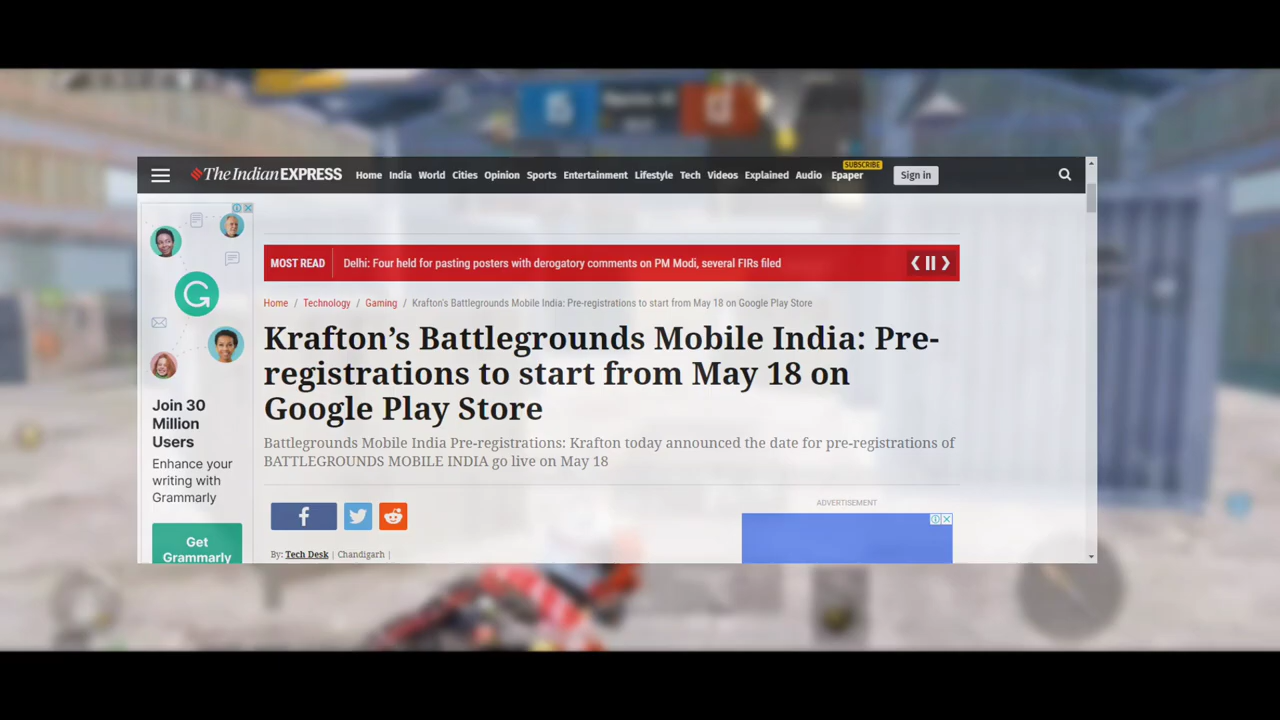 15
13
The Indian EXPRESS
Home India World Cities Opinion Sports Entertainment Lifestyle Tech Videos Explained Audio Epaper SUBSCRIBE Sign in
MOST READ Delhi: Four held for pasting posters with derogatory comments on PM Modi, several FIRs filed
Home / Technology / Gaming / Krafton's Battlegrounds Mobile India: Pre-registrations to start from May 18 on Google Play Store
Krafton’s Battlegrounds Mobile India: Pre-
registrations to start from May 18 on
Google Play Store
Battlegrounds Mobile India Pre-registrations: Krafton today announced the date for pre-registrations of
BATTLEGROUNDS MOBILE INDIA go live on May 18
Join 30
Million
Users
Enhance your
writing with
Grammarly
Get
Grammarly
ADVERTISEMENT
By: Tech Desk | Chandigarh |